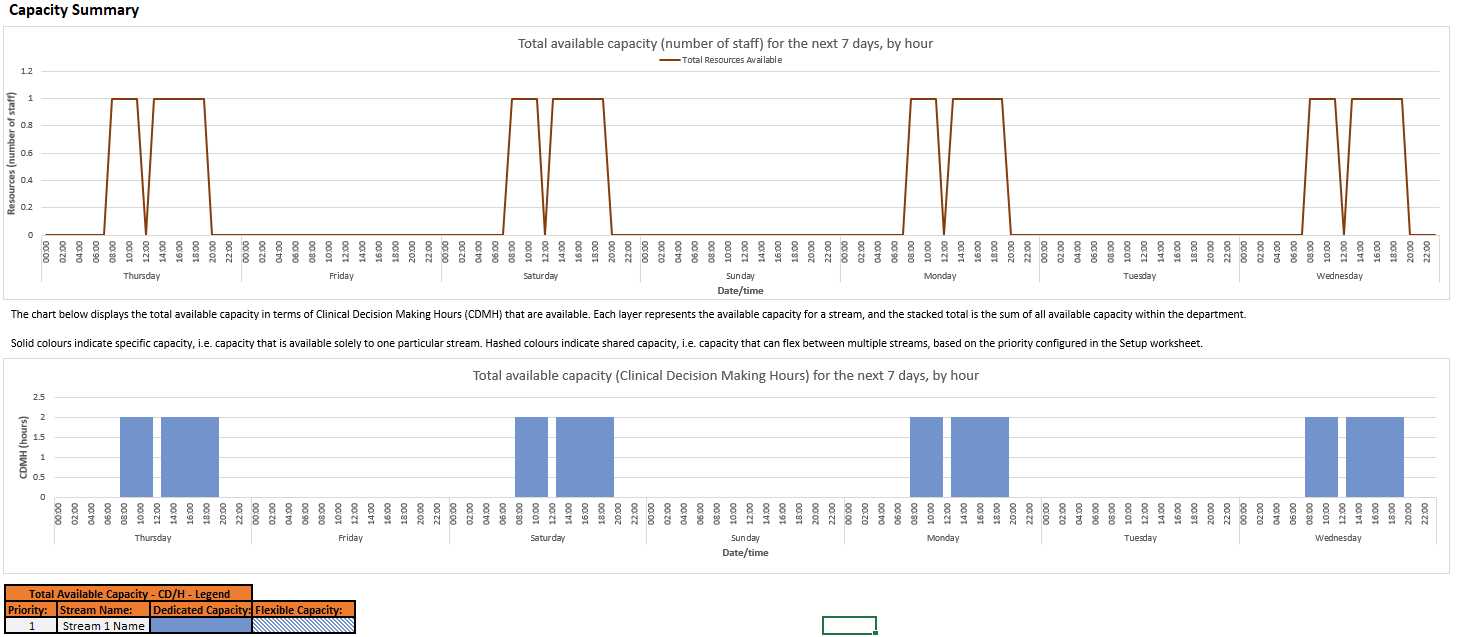 Capacity Summary
Total available capacity (number of staff) for the next 7 days, by hour
Total Resources Available
Resources (number of staff)
1.2
1
0.8
0.6
0.4
0.2
0
00:00 02:00 04:00 06:00 08:00 10:00 12:00 14:00 16:00 18:00 20:00 22:00 00:00 02:00 04:00 06:00 08:00 10:00 12:00 14:00 16:00 18:00 20:00 22:00 00:00 02:00 04:00 06:00 08:00 10:00 12:00 14:00 16:00 18:00 20:00 22:00 00:00 02:00 04:00 06:00 08:00 10:00 12:00 14:00 16:00 18:00 20:00 22:00 00:00 02:00 04:00 06:00 08:00 10:00 12:00 14:00 16:00 18:00 20:00 22:00 00:00 02:00 04:00 06:00 08:00 10:00 12:00 14:00 16:00 18:00 20:00 22:00 00:00 02:00 04:00 06:00 08:00 10:00 12:00 14:00 16:00 18:00 20:00 22:00
Thursday Friday Saturday Sunday Monday Tuesday Wednesday
Date/time
The chart below displays the total available capacity in terms of Clinical Decision Making Hours (CDMH) that are available. Each layer represents the available capacity for a stream, and the stacked total is the sum of all available capacity within the department.
Solid colours indicate specific capacity, i.e. capacity that is available solely to one particular stream. Hashed colours indicate shared capacity, i.e. capacity that can flex between multiple streams, based on the priority configured in the Setup worksheet.
Total available capacity (Clinical Decision Making Hours) for the next 7 days, by hour
CDMH (hours)
2.5
2
1.5
1
0.5
0
00:00 02:00 04:00 06:00 08:00 10:00 12:00 14:00 16:00 18:00 20:00 22:00 00:00 02:00 04:00 06:00 08:00 10:00 12:00 14:00 16:00 18:00 20:00 22:00 00:00 02:00 04:00 06:00 08:00 10:00 12:00 14:00 16:00 18:00 20:00 22:00 00:00 02:00 04:00 06:00 08:00 10:00 12:00 14:00 16:00 18:00 20:00 22:00 00:00 02:00 04:00 06:00 08:00 10:00 12:00 14:00 16:00 18:00 20:00 22:00 00:00 02:00 04:00 06:00 08:00 10:00 12:00 14:00 16:00 18:00 20:00 22:00 00:00 02:00 04:00 06:00 08:00 10:00 12:00 14:00 16:00 18:00 20:00 22:00
Thursday Friday Saturday Sunday Monday Tuesday Wednesday
Date/time
Total Available Capacity - CD/H - Legend
Priority: Stream Name: Dedicated Capacity: Flexible Capacity:
1 Stream 1 Name